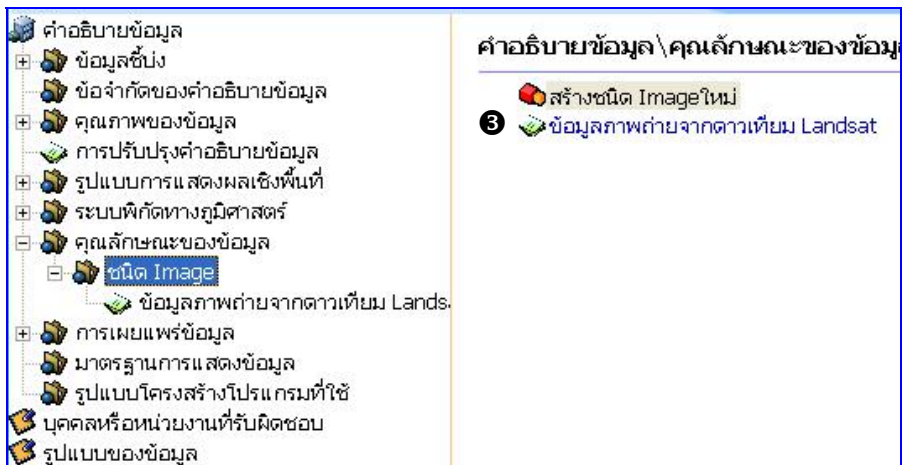 คำอธิบายข้อมูล
ข้อมูลชี้บ่ง
ข้อจำกัดของคำอธิบายข้อมูล
คุณภาพของข้อมูล
การปรับปรุงคำอธิบายข้อมูล
รูปแบบการแสดงผลเชิงพื้นที่
ระบบพิกัดทางภูมิศาสตร์
คุณลักษณะของข้อมูล
ชนิด Image
ข้อมูลภาพถ่ายจากดาวเทียม Lands
การเผยแพร่ข้อมูล
มาตรฐานการแสดงข้อมูล
รูปแบบโครงสร้างโปรแกรมที่ใช้
บุคคลหรือหน่วยงานที่รับผิดชอบ
รูปแบบของข้อมูล
คำอธิบายข้อมูล\คุณลักษณะของข้อมู
สร้างชนิด Imageใหม่
❸ ข้อมูลภาพถ่ายจากดาวเทียม Landsat